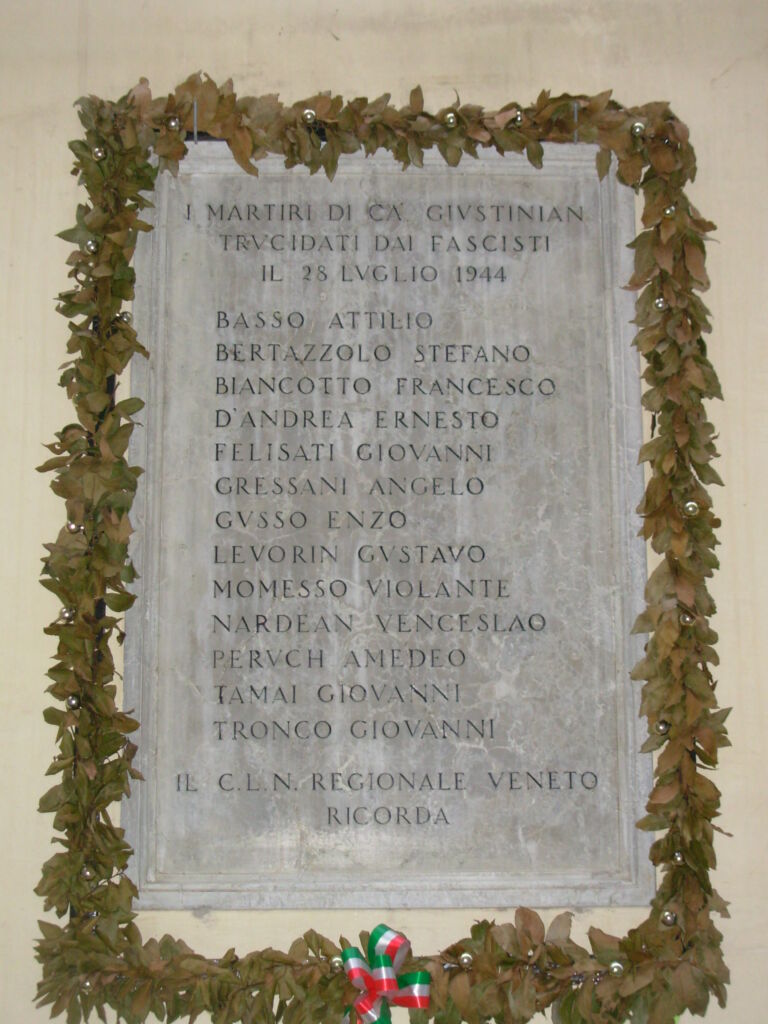 I MARTIRI DI CA' GIVSTINIAN
TRVCIDATI DAI FASCISTI
IL 28 LVGLIO 1944
BASSO ATTILIO
BERTAZZOLO STEFANO
BIANCOTTO FRANCESCO
D'ANDREA ERNESTO
FELISATI GIOVANNI
GRESSANI ANGELO
GVSSO ENZO
LEVORIN GVSTAVO
MOMESSO VIOLANTE
NARDEAN VENCESLAO
PERVCH AMEDEO
TAMAI GIOVANNI
TRONCO GIOVANNI
IL C.L.N. REGIONALE VENETO
RICORDA